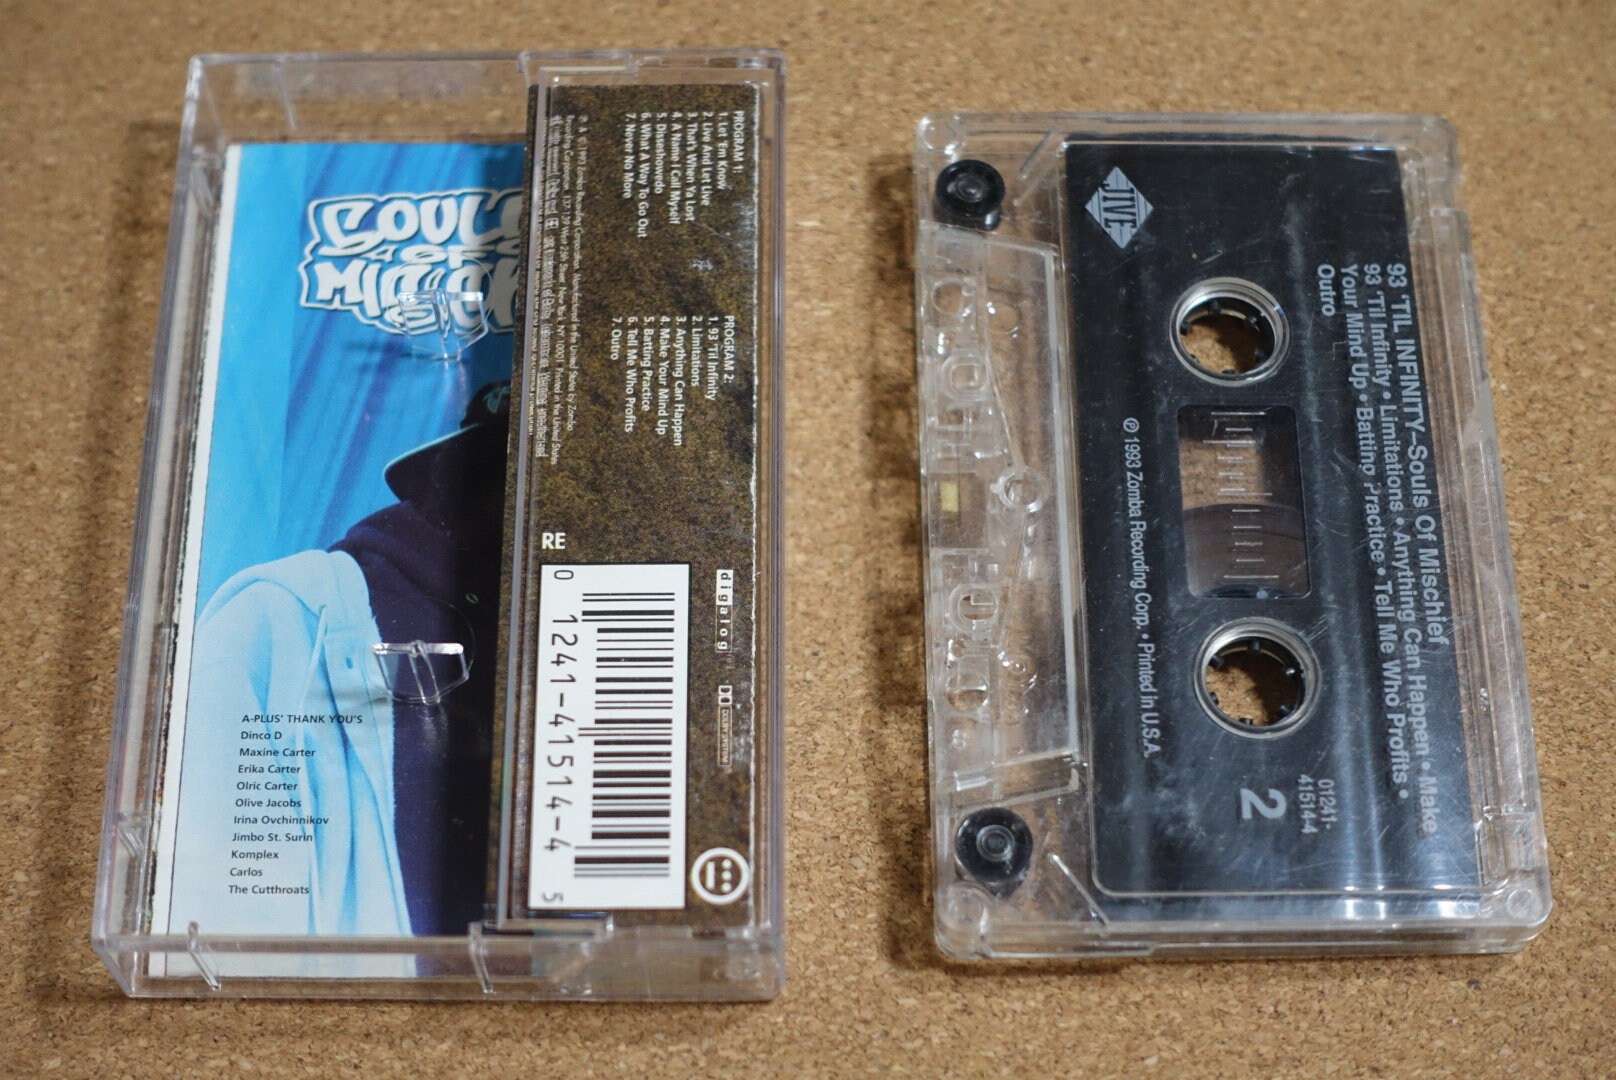 SOULS
OF
PROGRAM 1:
1. Let 'Em Know
2. Live And Let Live
3. That's When Ya Lost
4. A Name I Call Myself
5. Disseshowedo
6. What A Way To Go Out
7. Never No More
PROGRAM 2:
1. 93 'Til Infinity
2. Limitations
3. Anything Can Happen
4. Make Your Mind Up
5. Batting Practice
6. Tell Me Who Profits
7. Outro
RE
digalog
0 1241-41514-4 5
A-PLUS' THANK YOU'S
Dinco D
Maxine Carter
Erika Carter
Olric Carter
Olive Jacobs
Irina Ovchinnikov
Jimbo St. Surin
Komplex
Carlos
The Cutthroats
JIVE
93 'TIL INFINITY–Souls Of Mischief
93 'Til Infinity • Limitations • Anything Can Happen • Make
Your Mind Up • Batting Practice • Tell Me Who Profits •
Outro
01241-
41514-4
2
℗ 1993 Zomba Recording Corp. • Printed in U.S.A.